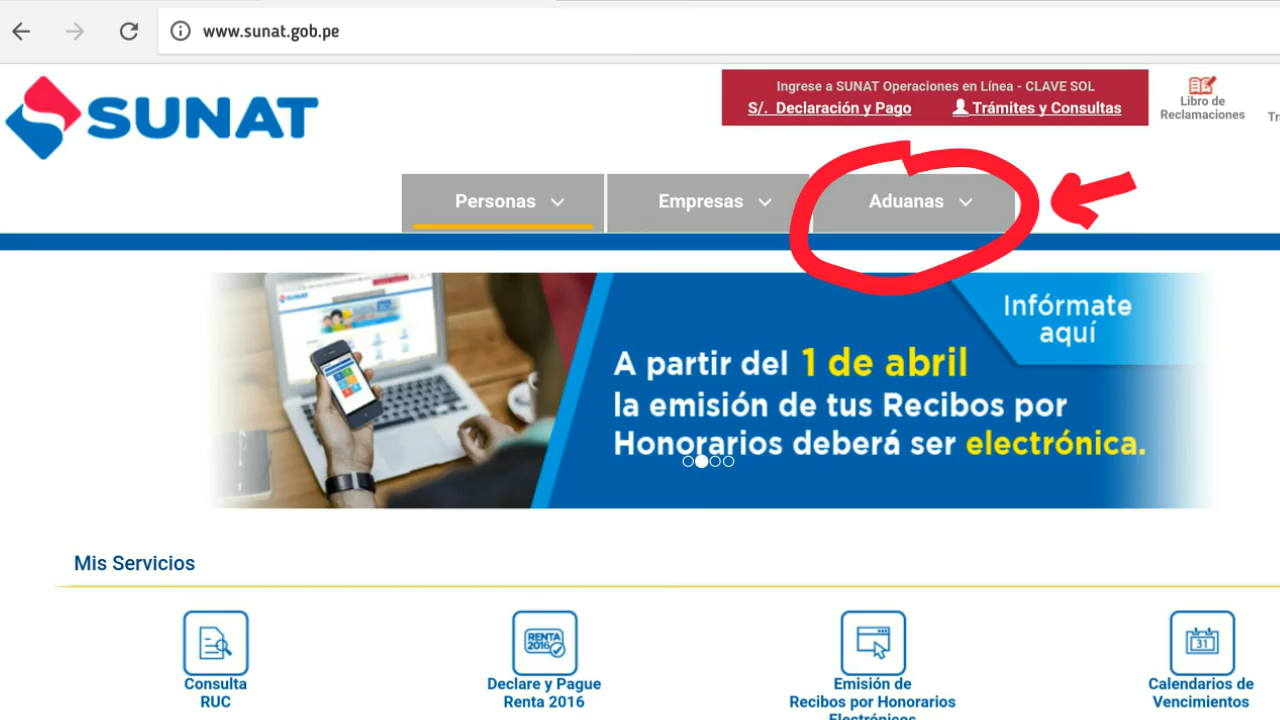 www.sunat.gob.pe
SUNAT
Ingrese a SUNAT Operaciones en Línea - CLAVE SOL
S/. Declaración y Pago
Trámites y Consultas
Libro de
Reclamaciones
Personas
Empresas
Aduanas
Infórmate
aquí
A partir del 1 de abril
la emisión de tus Recibos por
Honorarios deberá ser electrónica.
Mis Servicios
Consulta
RUC
RENTA
2016
Declare y Pague
Renta 2016
Emisión de
Recibos por Honorarios
Electrónicos
31
Calendarios de
Vencimientos